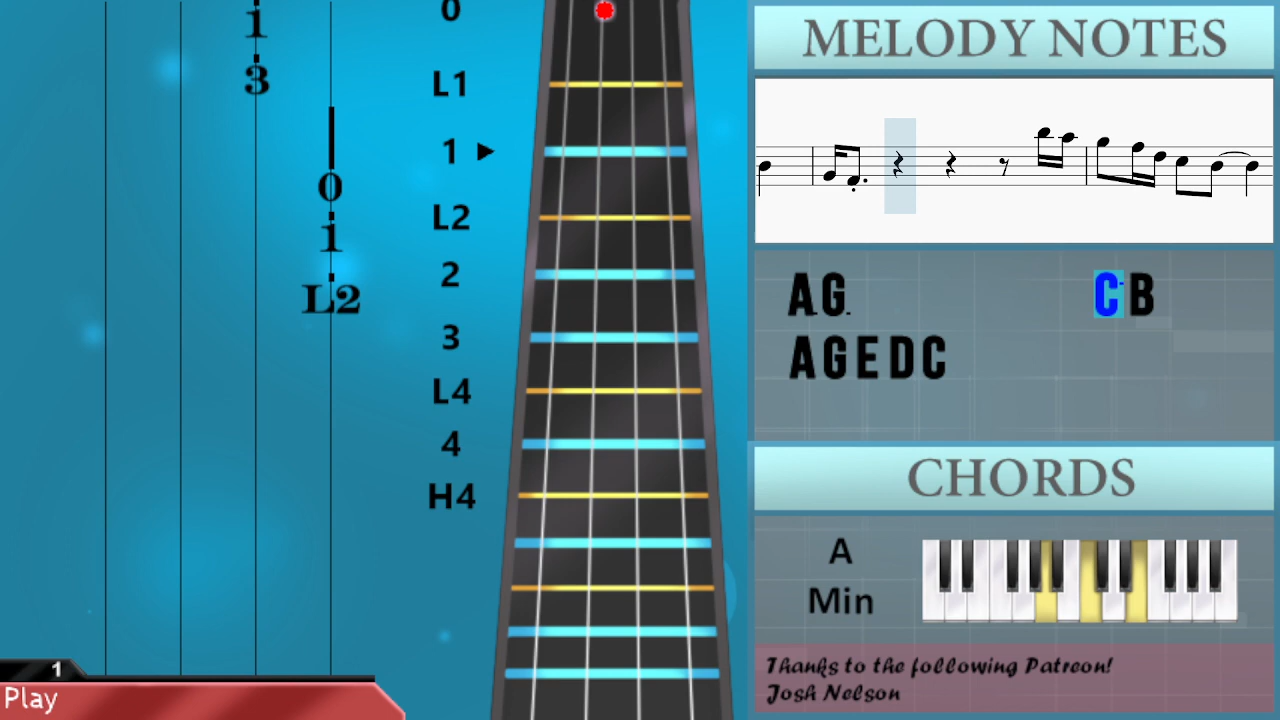 1
3
0
1
L2
0
L1
1
L2
2
3
L4
4
H4
MELODY NOTES
AG C B
AGEDC
CHORDS
A
Min
Thanks to the following Patreon!
Josh Nelson
1
Play